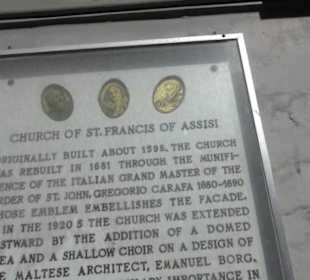 CHURCH OF ST. FRANCIS OF ASSISI
ORIGINALLY BUILT ABOUT 1598, THE CHURCH
WAS REBUILT IN 1681 THROUGH THE MUNIFI-
CENCE OF THE ITALIAN GRAND MASTER OF THE
ORDER OF ST. JOHN, GREGORIO CARAFA 1680-1690
WHOSE EMBLEM EMBELLISHES THE FACADE.
IN THE 1920 S THE CHURCH WAS EXTENDED
STWARD BY THE ADDITION OF A DOMED
EA AND A SHALLOW CHOIR ON A DESIGN OF
E MALTESE ARCHITECT, EMANUEL BORG.
IMPORTANCE IN